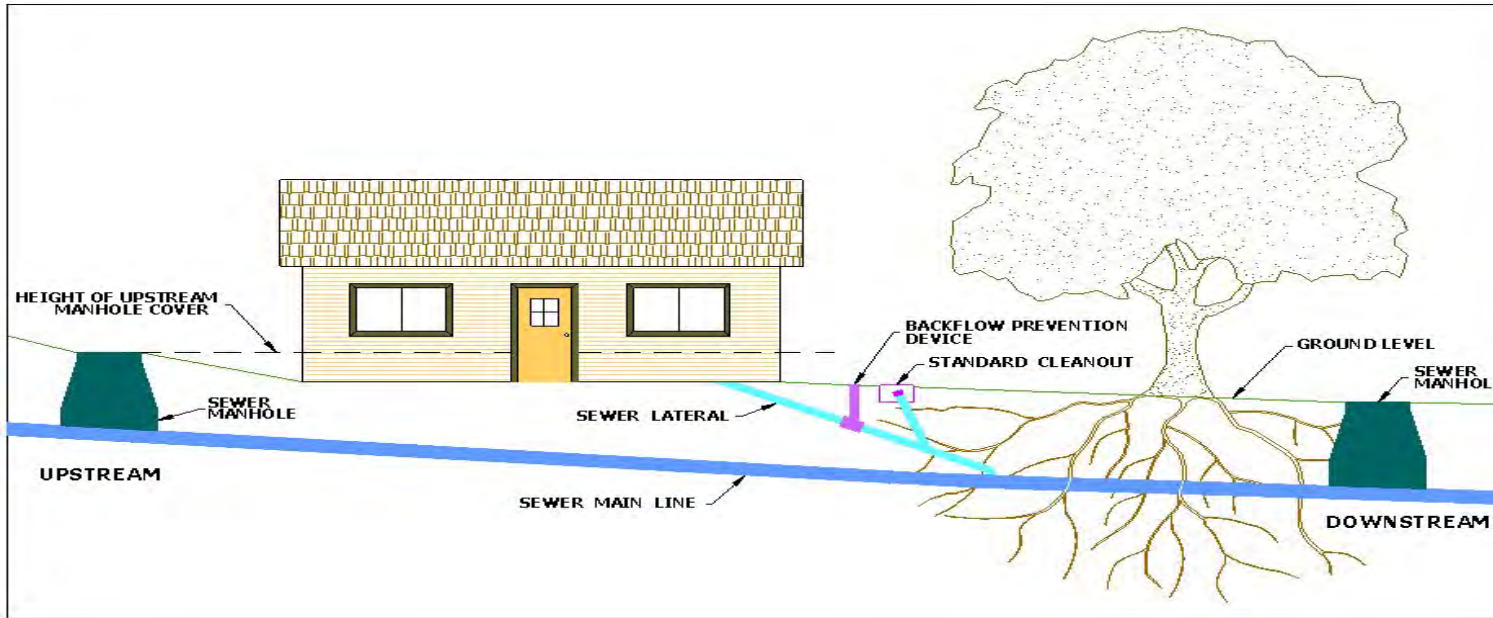 HEIGHT OF UPSTREAM
MANHOLE COVER
BACKFLOW PREVENTION
DEVICE
STANDARD CLEANOUT
GROUND LEVEL
SEWER
MANHOL
SEWER
MANHOLE
SEWER LATERAL
UPSTREAM
SEWER MAIN LINE
DOWNSTREAM